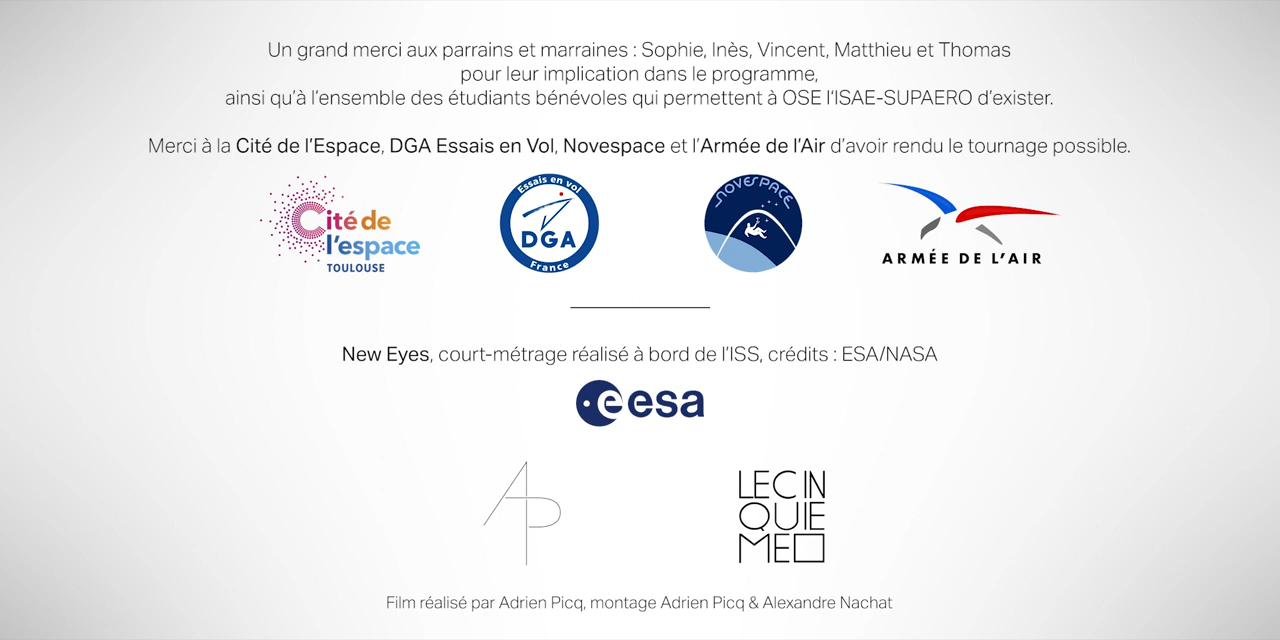 Un grand merci aux parrains et marraines : Sophie, Inès, Vincent, Matthieu et Thomas
pour leur implication dans le programme,
ainsi qu'à l'ensemble des étudiants bénévoles qui permettent à OSE l'ISAE-SUPAERO d'exister.
Merci à la Cité de l'Espace, DGA Essais en Vol, Novespace et l'Armée de l'Air d'avoir rendu le tournage possible.
Cité de
l'espace
TOULOUSE
Essais en vol
DGA
France
NOVESPACE
ARMÉE DE L'AIR
New Eyes, court-métrage réalisé à bord de l'ISS, crédits : ESA/NASA
esa
AP
LECIN
QUIE
ME
Film réalisé par Adrien Picq, montage Adrien Picq & Alexandre Nachat